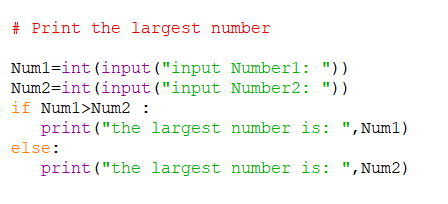 # Print the largest number
Num1=int(input("input Number1: "))
Num2=int(input("input Number2: "))
if Num1>Num2 :
   print("the largest number is: ",Num1)
else:
   print("the largest number is: ",Num2)